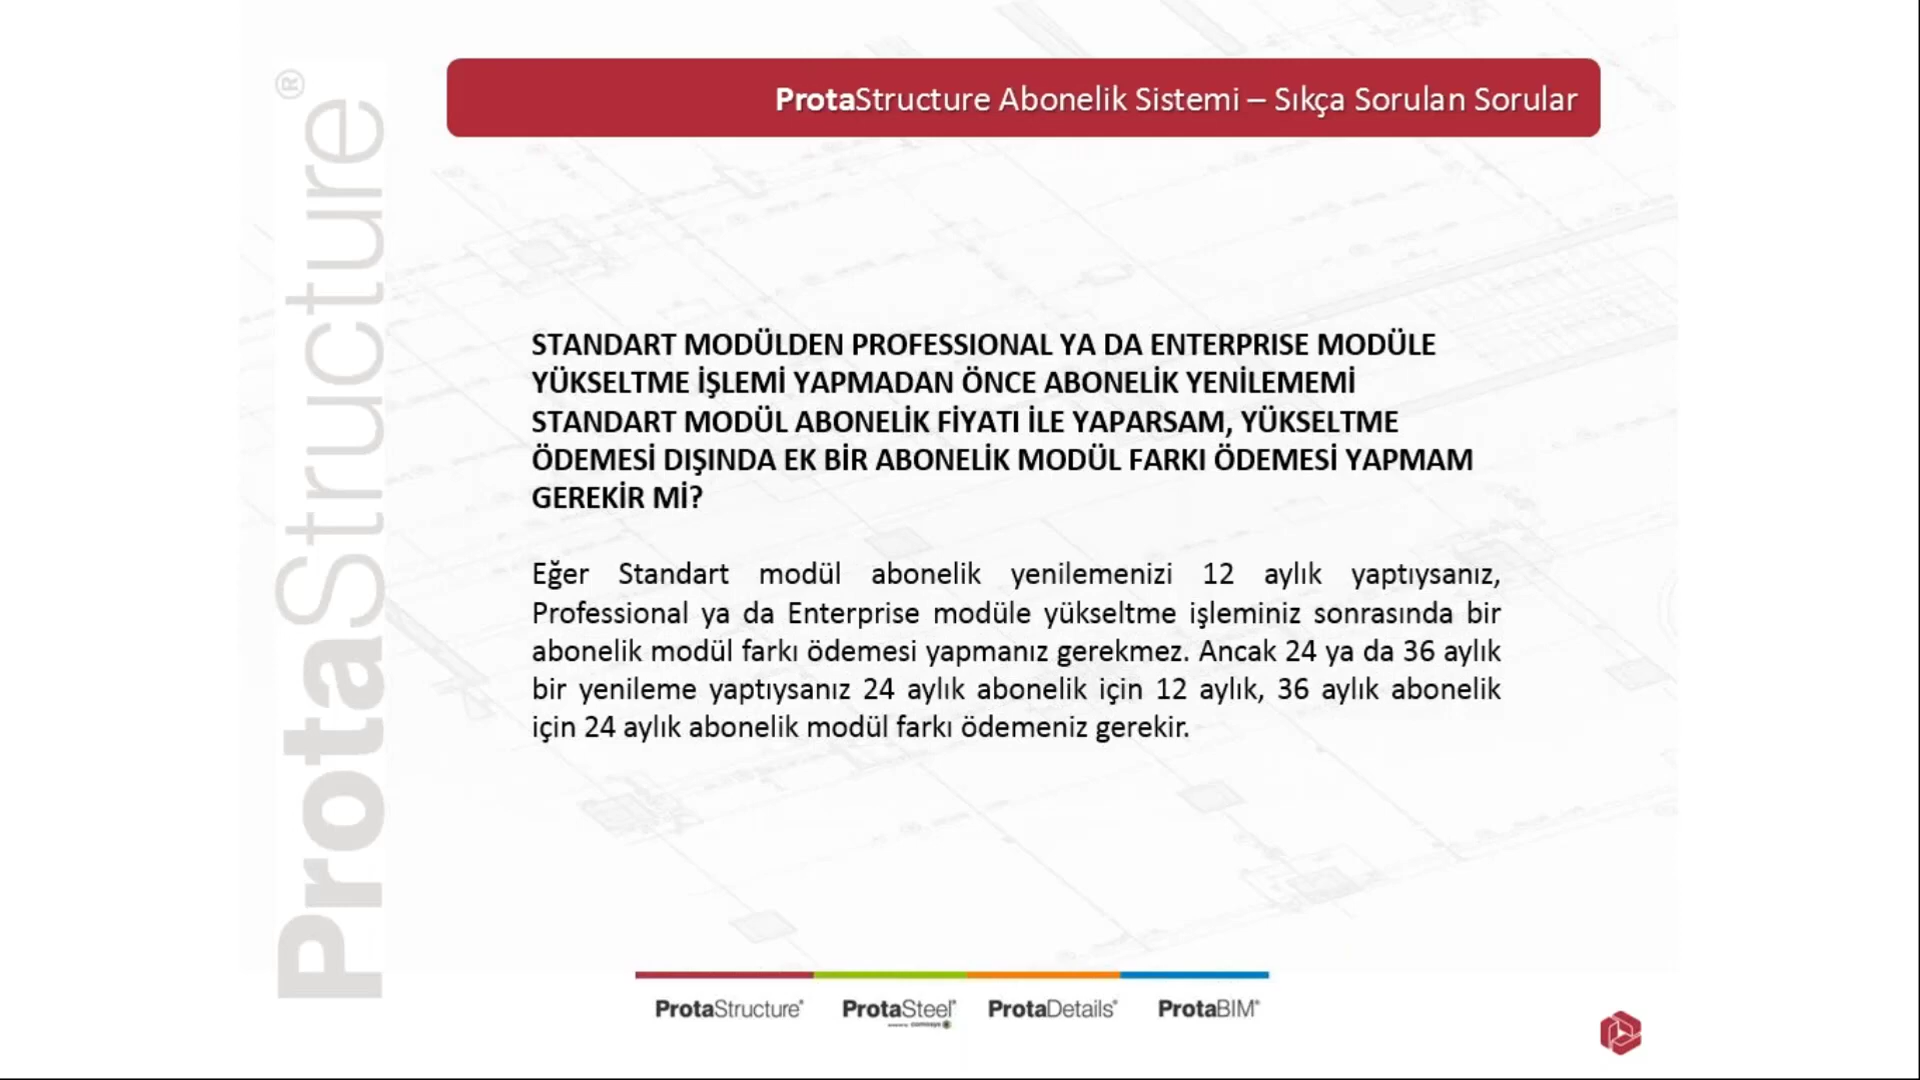 ProtaStructure®
ProtaStructure Abonelik Sistemi – Sıkça Sorulan Sorular
STANDART MODÜLDEN PROFESSIONAL YA DA ENTERPRISE MODÜLE
YÜKSELTME İŞLEMİ YAPMADAN ÖNCE ABONELİK YENİLEMEMİ
STANDART MODÜL ABONELİK FİYATI İLE YAPARSAM, YÜKSELTME
ÖDEMESİ DIŞINDA EK BİR ABONELİK MODÜL FARKI ÖDEMESİ YAPMAM
GEREKİR Mİ?
Eğer Standart modül abonelik yenilemenizi 12 aylık yaptıysanız,
Professional ya da Enterprise modüle yükseltme işleminiz sonrasında bir
abonelik modül farkı ödemesi yapmanız gerekmez. Ancak 24 ya da 36 aylık
bir yenileme yaptıysanız 24 aylık abonelik için 12 aylık, 36 aylık abonelik
için 24 aylık abonelik modül farkı ödemeniz gerekir.
ProtaStructure® ProtaSteel® ProtaDetails® ProtaBIM®